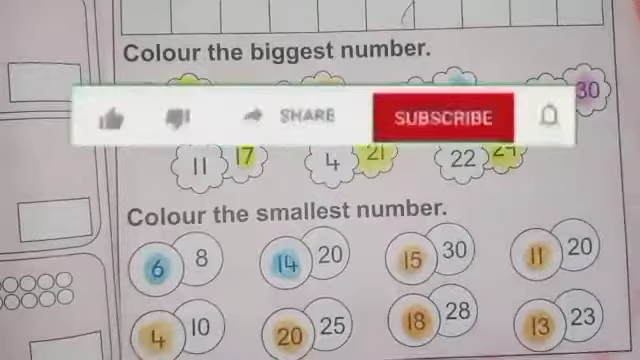 Colour the biggest number.
30
SHARE SUBSCRIBE
11 17 4 21 22 24
Colour the smallest number.
6 8 14 20 15 30 11 20
4 10 20 25 18 28 13 23